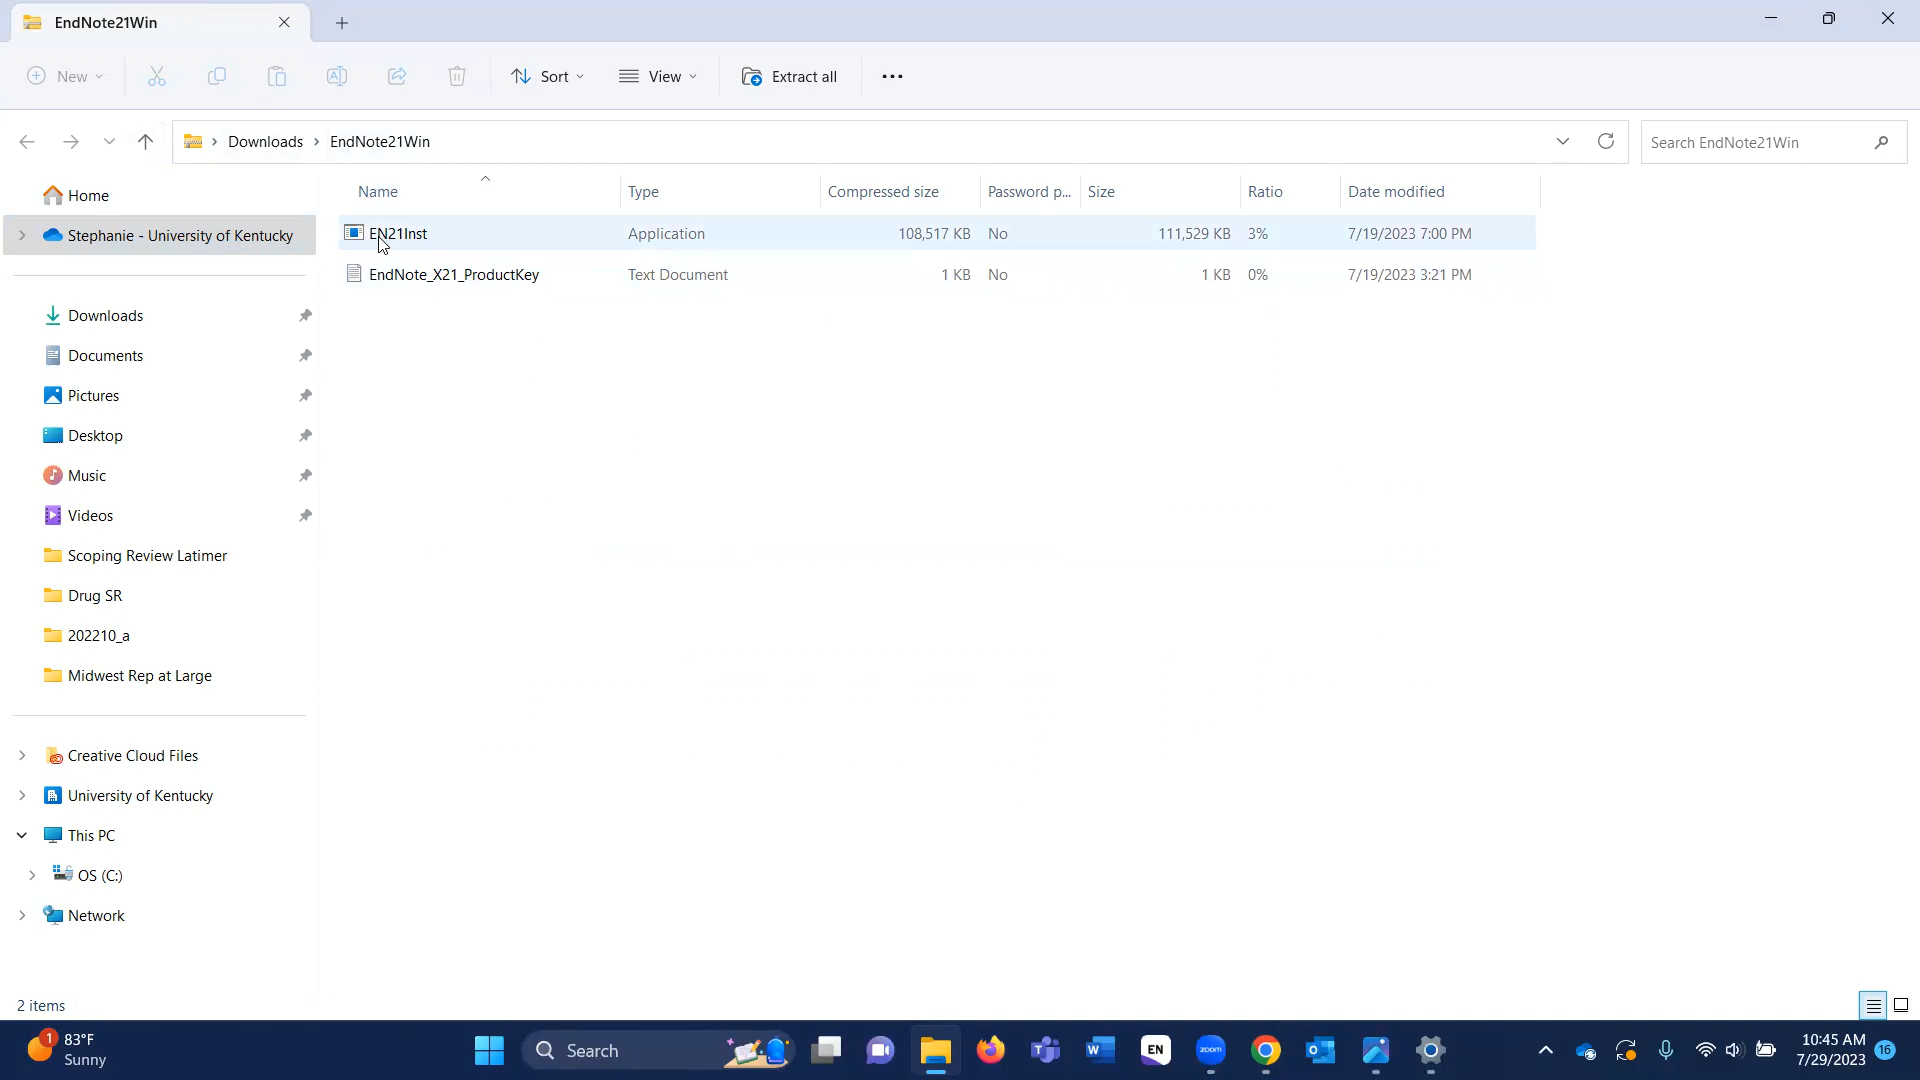 EndNote21Win
New
Sort
View
Extract all
Downloads
EndNote21Win
Search EndNote21Win
Name
Type
Compressed size
Password p...
Size
Ratio
Date modified
EN21Inst
Application
108,517 KB
No
111,529 KB
3%
7/19/2023 7:00 PM
EndNote_X21_ProductKey
Text Document
1 KB
No
1 KB
0%
7/19/2023 3:21 PM
Home
Stephanie - University of Kentucky
Downloads
Documents
Pictures
Desktop
Music
Videos
Scoping Review Latimer
Drug SR
202210_a
Midwest Rep at Large
Creative Cloud Files
University of Kentucky
This PC
OS (C:)
Network
2 items
1
83°F
Sunny
Search
EN
zoom
10:45 AM
7/29/2023
16